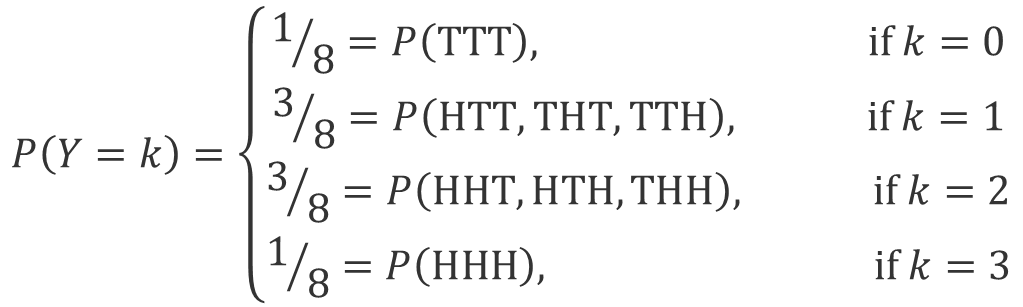 1/8 = P(TTT), if k = 0
3/8 = P(HTT, THT, TTH), if k = 1
P(Y = k) =
3/8 = P(HHT, HTH, THH), if k = 2
1/8 = P(HHH), if k = 3